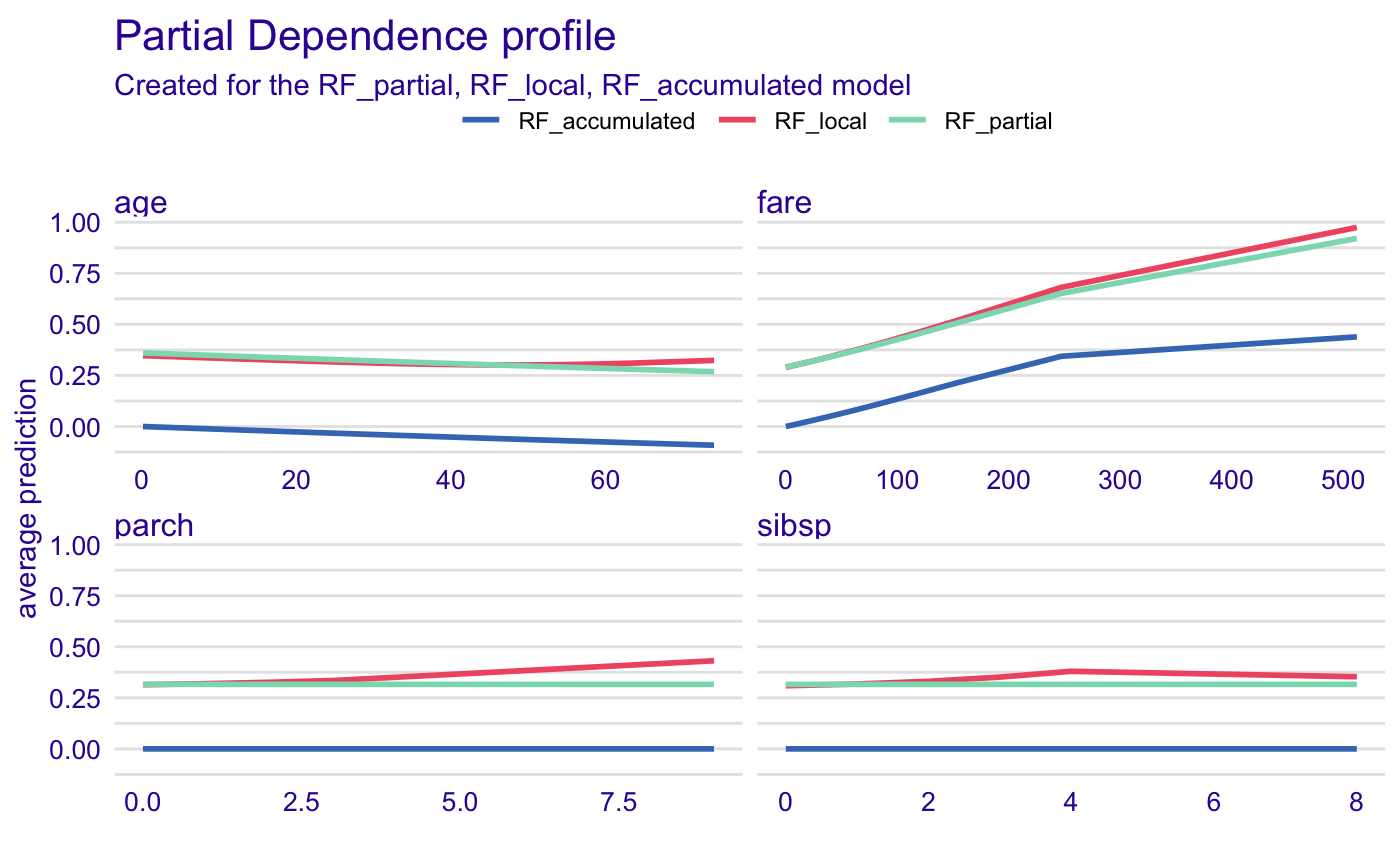 Partial Dependence profile
Created for the RF_partial, RF_local, RF_accumulated model
RF_accumulated RF_local RF_partial
average prediction
age
1.00
0.75
0.50
0.25
0.00
0 20 40 60
fare
0 100 200 300 400 500
parch
1.00
0.75
0.50
0.25
0.00
0.0 2.5 5.0 7.5
sibsp
0 2 4 6 8